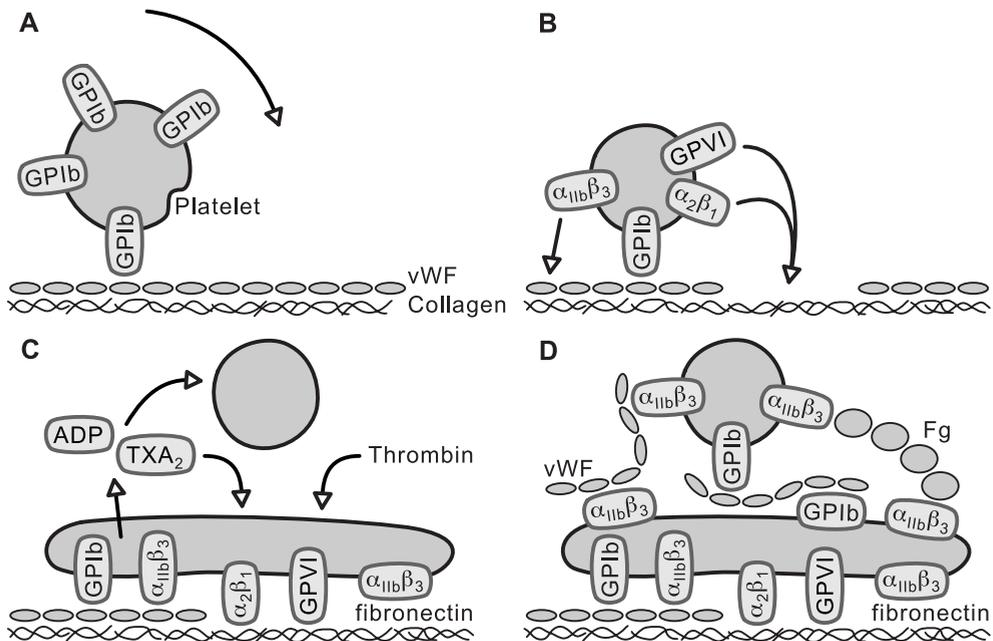 A
GPIb
GPIb
GPIb
GPIb
Platelet
vWF
Collagen
B
GPVI
αIIbβ3
α2β1
GPIb
C
ADP
TXA2
Thrombin
GPIb
αIIbβ3
α2β1
GPVI
αIIbβ3
fibronectin
D
αIIbβ3
αIIbβ3
Fg
GPIb
vWF
αIIbβ3
GPIb
αIIbβ3
GPIb
αIIbβ3
α2β1
GPVI
αIIbβ3
fibronectin